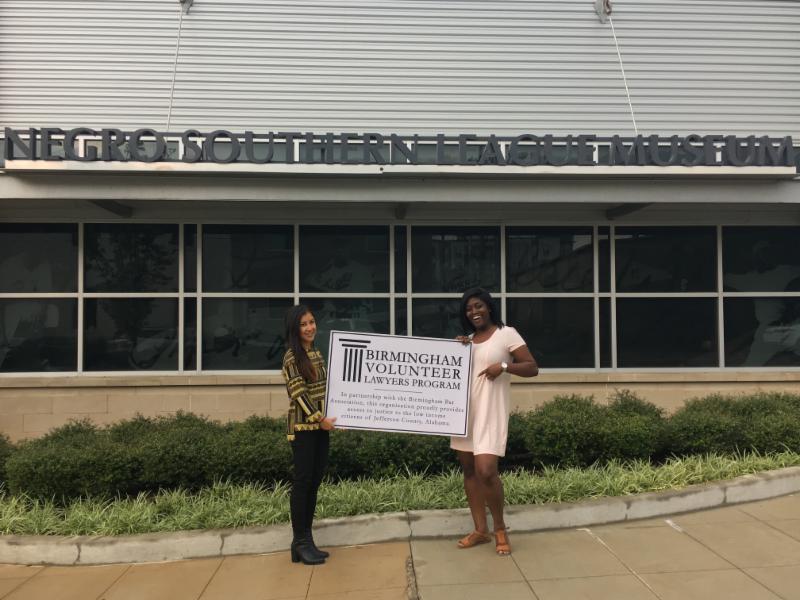 NEGRO SOUTHERN LEAGUE MUSEUM
BIRMINGHAM
VOLUNTEER
LAWYERS PROGRAM
In partnership with the Birmingham Bar
Association, this organization proudly provides
access to justice to the low income
citizens of Jefferson County, Alabama.